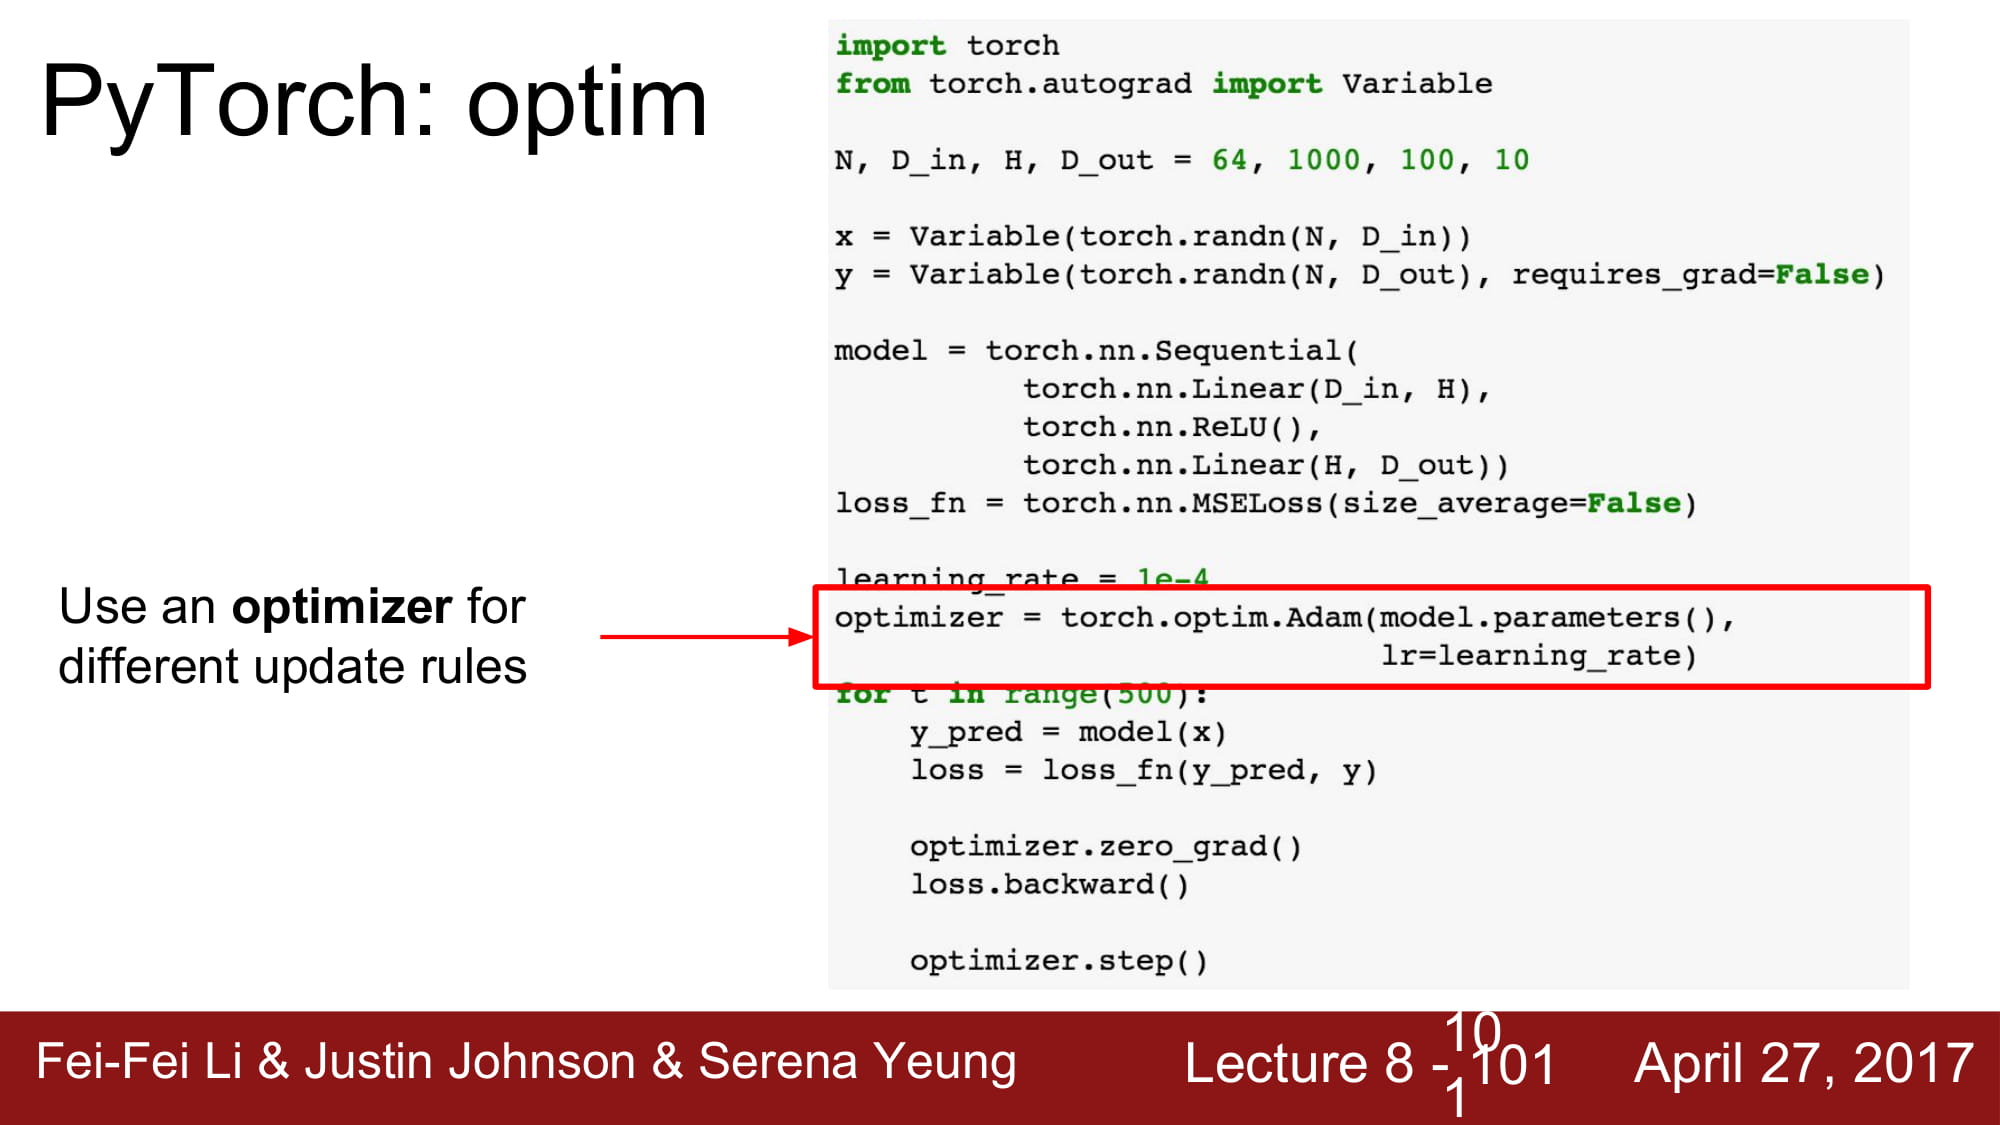 PyTorch: optim
import torch
from torch.autograd import Variable
N, D_in, H, D_out = 64, 1000, 100, 10
x = Variable(torch.randn(N, D_in))
y = Variable(torch.randn(N, D_out), requires_grad=False)
model = torch.nn.Sequential(
          torch.nn.Linear(D_in, H),
          torch.nn.ReLU(),
          torch.nn.Linear(H, D_out))
loss_fn = torch.nn.MSELoss(size_average=False)
learning_rate = 1e-4
optimizer = torch.optim.Adam(model.parameters(),
                             lr=learning_rate)
for t in range(500):
    y_pred = model(x)
    loss = loss_fn(y_pred, y)
    optimizer.zero_grad()
    loss.backward()
    optimizer.step()
Use an optimizer for
different update rules
Fei-Fei Li & Justin Johnson & Serena Yeung
Lecture 8 - 101
10
1
April 27, 2017